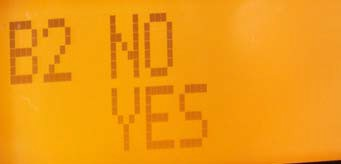 B2 NO
YES